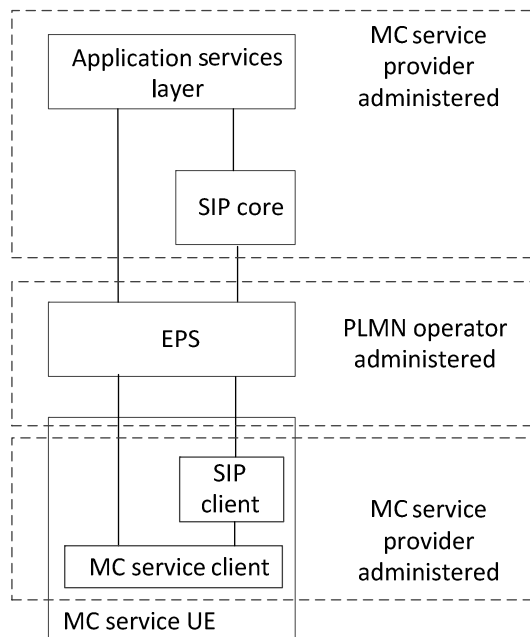 Application services
layer
MC service
provider
administered
SIP core
EPS
PLMN operator
administered
SIP
client
MC service client
MC service
provider
administered
MC service UE